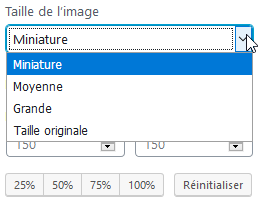 Taille de l'image
Miniature
Miniature
Moyenne
Grande
Taille originale
150 150
25% 50% 75% 100% Réinitialiser